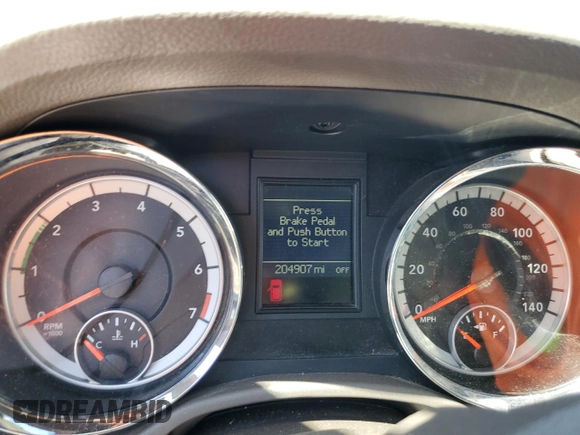 Press
Brake Pedal
and Push Button
to Start
204907 mi OFF
0 1 2 3 4 5 6 7
RPM
x1000
C H
0 20 40 60 80 100 120 140
MPH
F
DREAMBID